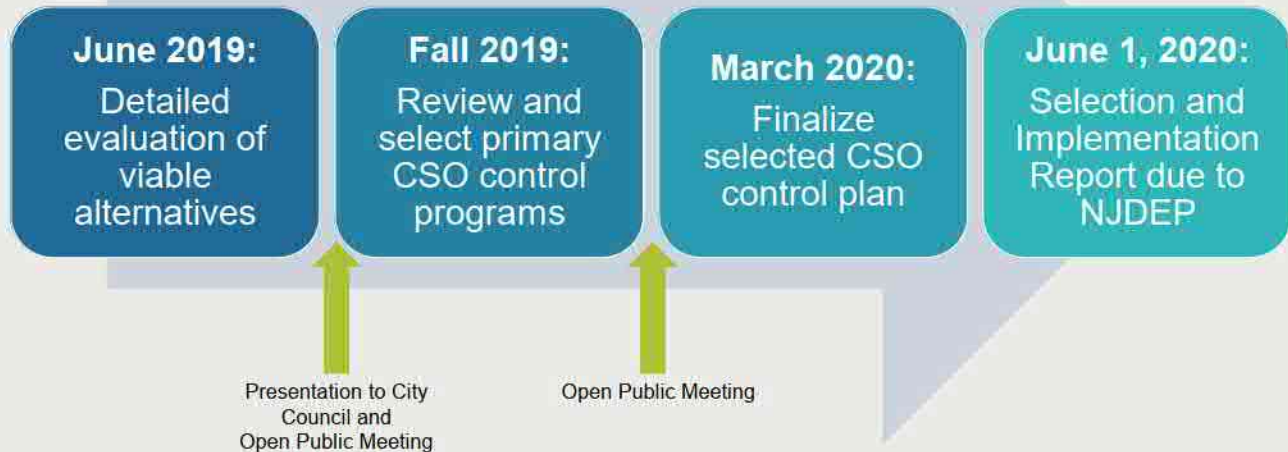 June 2019:
Detailed
evaluation of
viable
alternatives
Fall 2019:
Review and
select primary
CSO control
programs
March 2020:
Finalize
selected CSO
control plan
June 1, 2020:
Selection and
Implementation
Report due to
NJDEP
Presentation to City
Council and
Open Public Meeting
Open Public Meeting